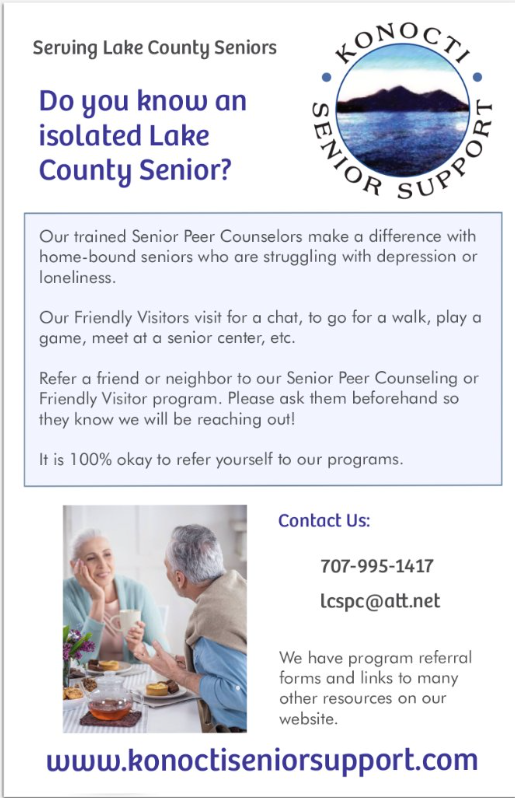 Serving Lake County Seniors
KONOCTI
SENIOR SUPPORT
Do you know an
isolated Lake
County Senior?
Our trained Senior Peer Counselors make a difference with
home-bound seniors who are struggling with depression or
loneliness.
Our Friendly Visitors visit for a chat, to go for a walk, play a
game, meet at a senior center, etc.
Refer a friend or neighbor to our Senior Peer Counseling or
Friendly Visitor program. Please ask them beforehand so
they know we will be reaching out!
It is 100% okay to refer yourself to our programs.
Contact Us:
707-995-1417
lcspc@att.net
We have program referral
forms and links to many
other resources on our
website.
www.konoctiseniorsupport.com